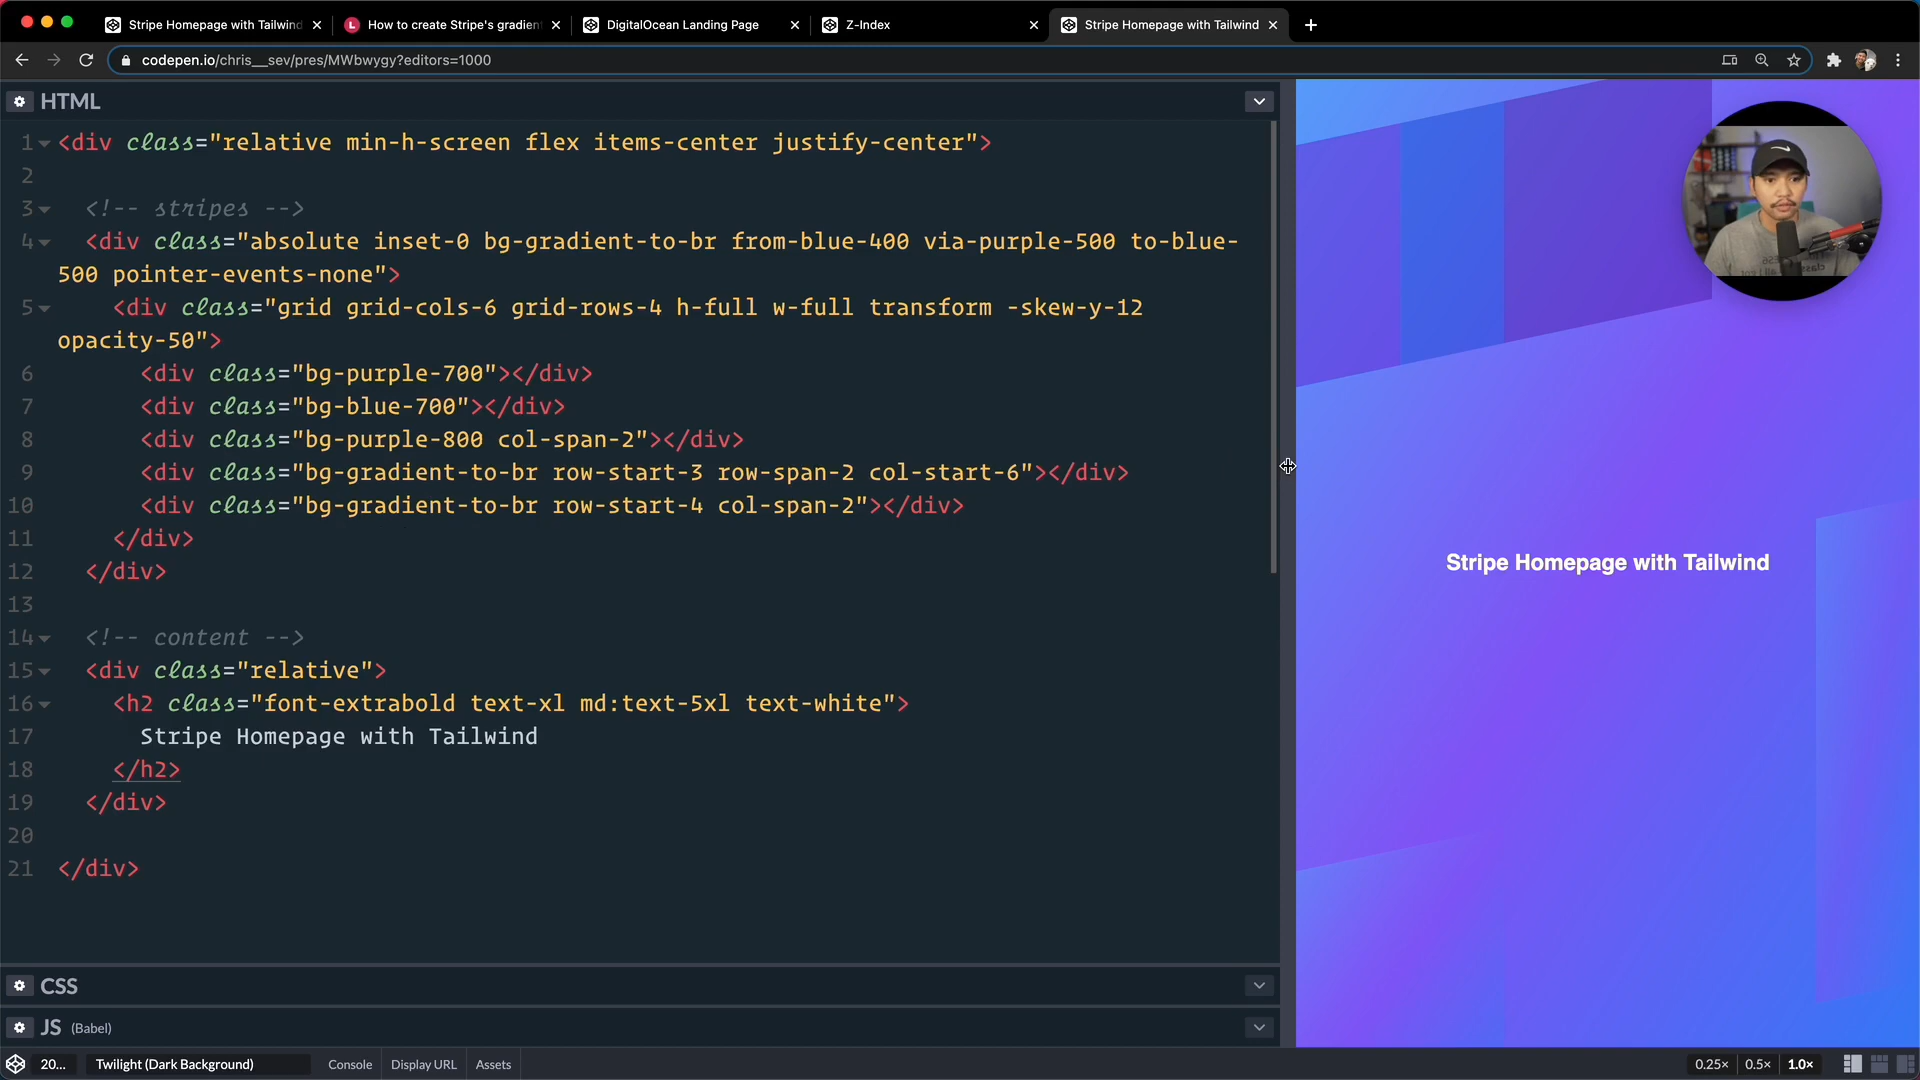 Stripe Homepage with Tailwind
How to create Stripe's gradien
DigitalOcean Landing Page
Z-Index
Stripe Homepage with Tailwind
codepen.io/chris__sev/pres/MWbwygy?editors=1000
HTML
1 <div class="relative min-h-screen flex items-center justify-center">
2
3 <!-- stripes -->
4 <div class="absolute inset-0 bg-gradient-to-br from-blue-400 via-purple-500 to-blue-
500 pointer-events-none">
5 <div class="grid grid-cols-6 grid-rows-4 h-full w-full transform -skew-y-12
opacity-50">
6 <div class="bg-purple-700"></div>
7 <div class="bg-blue-700"></div>
8 <div class="bg-purple-800 col-span-2"></div>
9 <div class="bg-gradient-to-br row-start-3 row-span-2 col-start-6"></div>
10 <div class="bg-gradient-to-br row-start-4 col-span-2"></div>
11 </div>
12 </div>
13
14 <!-- content -->
15 <div class="relative">
16 <h2 class="font-extrabold text-xl md:text-5xl text-white">
17 Stripe Homepage with Tailwind
18 </h2>
19 </div>
20
21 </div>
Stripe Homepage with Tailwind
CSS
JS (Babel)
20... Twilight (Dark Background) Console Display URL Assets 0.25× 0.5× 1.0×